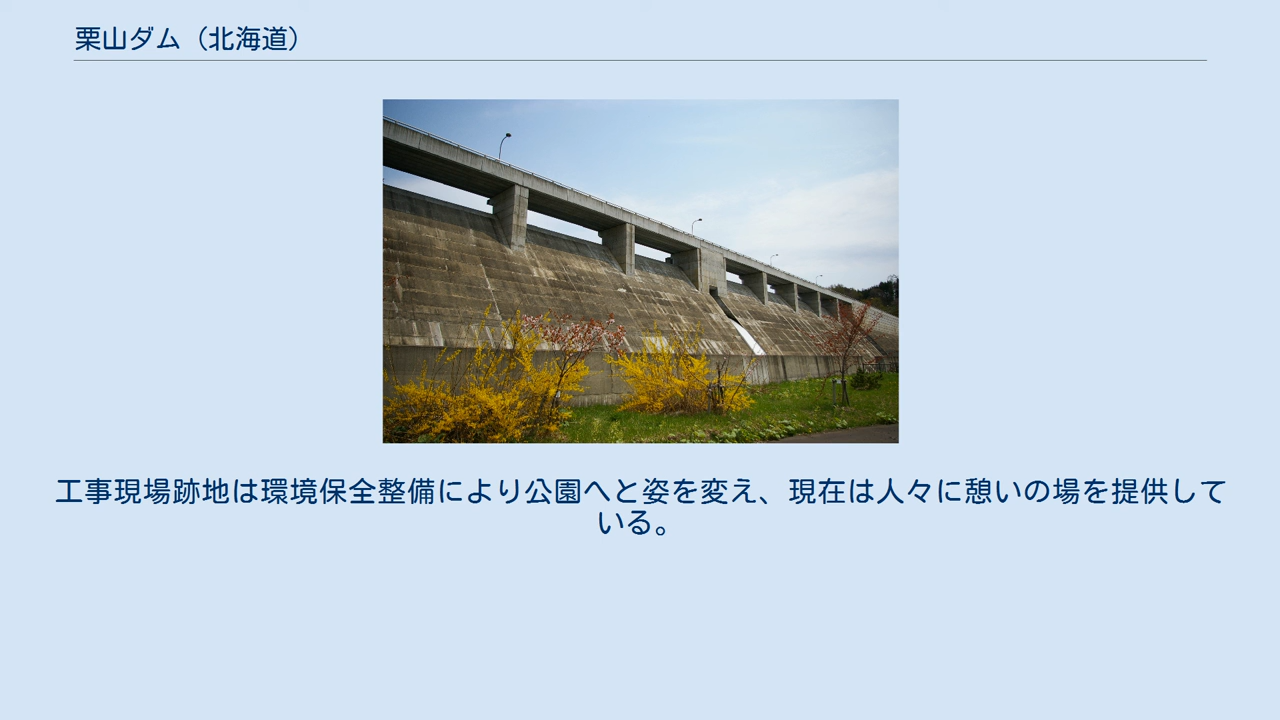 栗山ダム（北海道）
工事現場跡地は環境保全整備により公園へと姿を変え、現在は人々に憩いの場を提供して
いる。